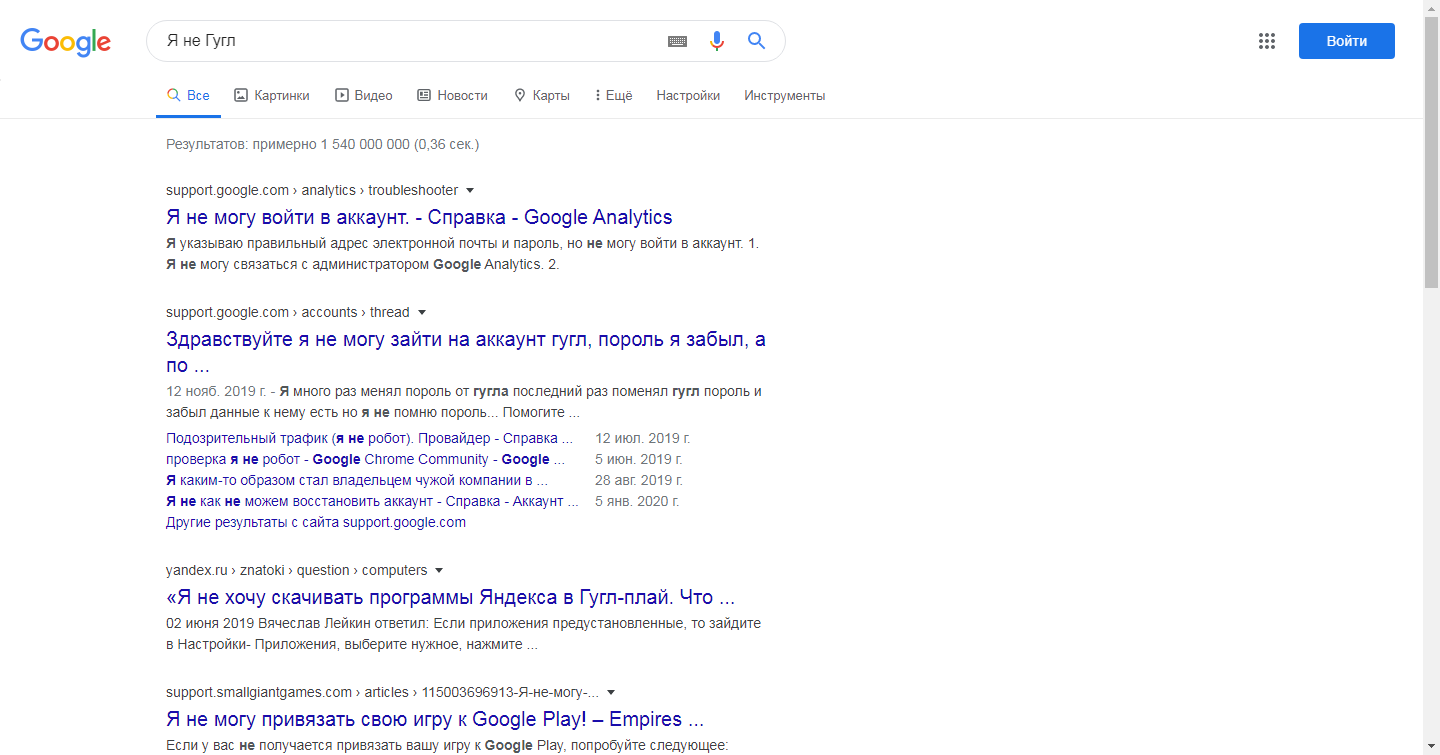 Google
Я не Гугл
Войти
Все Картинки Видео Новости Карты Ещё Настройки Инструменты
Результатов: примерно 1 540 000 000 (0,36 сек.)
support.google.com › analytics › troubleshooter
Я не могу войти в аккаунт. - Справка - Google Analytics
Я указываю правильный адрес электронной почты и пароль, но не могу войти в аккаунт. 1.
Я не могу связаться с администратором Google Analytics. 2.
support.google.com › accounts › thread
Здравствуйте я не могу зайти на аккаунт гугл, пороль я забыл, а
по ...
12 нояб. 2019 г. - Я много раз менял пороль от гугла последний раз поменял гугл пороль и
забыл данные к нему есть но я не помню пороль... Помогите ...
Подозрительный трафик (я не робот). Провайдер - Справка ... 12 июл. 2019 г.
проверка я не робот - Google Chrome Community - Google ... 5 июн. 2019 г.
Я каким-то образом стал владельцем чужой компании в ... 28 авг. 2019 г.
Я не как не можем восстановить аккаунт - Справка - Аккаунт ... 5 янв. 2020 г.
Другие результаты с сайта support.google.com
yandex.ru › znatoki › question › computers
«Я не хочу скачивать программы Яндекса в Гугл-плай. Что ...
02 июня 2019 Вячеслав Лейкин ответил: Если приложения предустановленные, то зайдите
в Настройки- Приложения, выберите нужное, нажмите ...
support.smallgiantgames.com › articles › 115003696913-Я-не-могу-...
Я не могу привязать свою игру к Google Play! – Empires ...
Если у вас не получается привязать вашу игру к Google Play, попробуйте следующее: